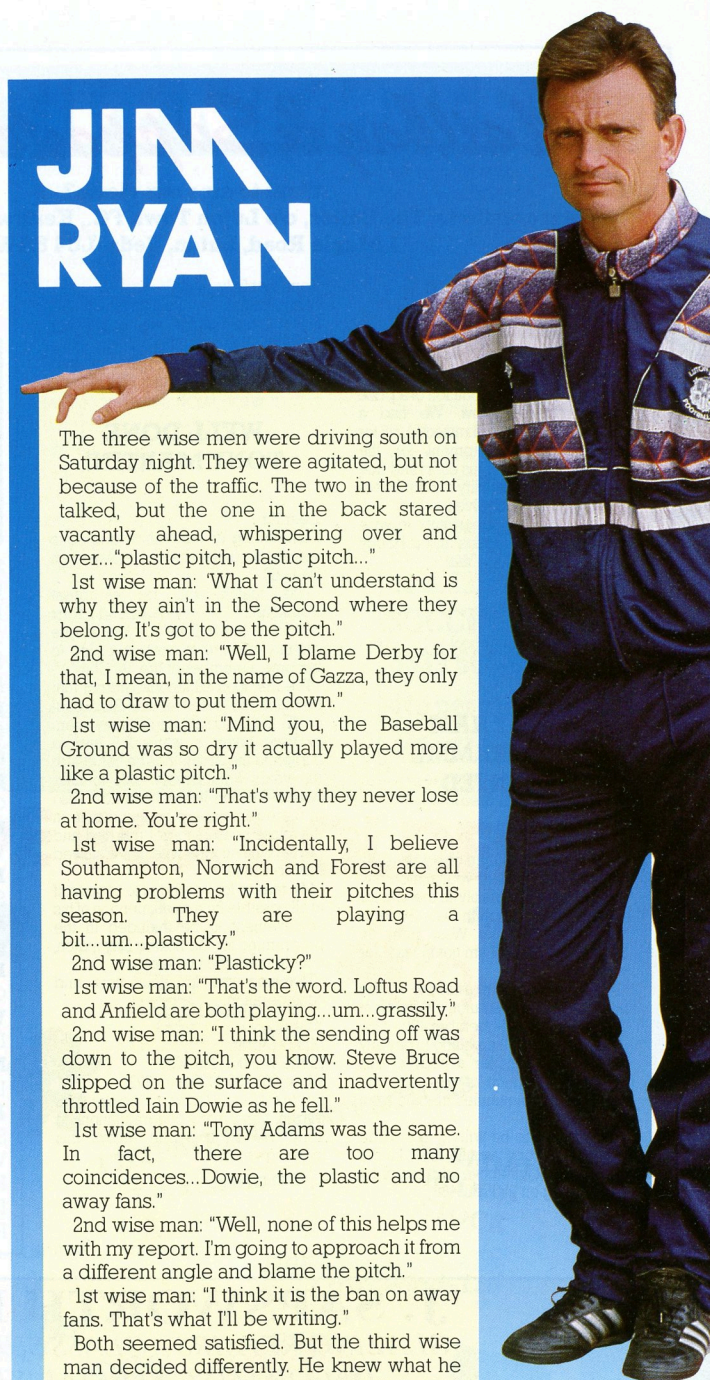 JIM
RYAN
The three wise men were driving south on
Saturday night. They were agitated, but not
because of the traffic. The two in the front
talked, but the one in the back stared
vacantly ahead, whispering over and
over..."plastic pitch, plastic pitch..."
1st wise man: 'What I can't understand is
why they ain't in the Second where they
belong. It's got to be the pitch."
2nd wise man: "Well, I blame Derby for
that, I mean, in the name of Gazza, they only
had to draw to put them down."
1st wise man: "Mind you, the Baseball
Ground was so dry it actually played more
like a plastic pitch."
2nd wise man: "That's why they never lose
at home. You're right."
1st wise man: "Incidentally, I believe
Southampton, Norwich and Forest are all
having problems with their pitches this
season. They are playing a
bit...um...plasticky."
2nd wise man: "Plasticky?"
1st wise man: "That's the word. Loftus Road
and Anfield are both playing...um...grassily."
2nd wise man: "I think the sending off was
down to the pitch, you know. Steve Bruce
slipped on the surface and inadvertently
throttled Iain Dowie as he fell."
1st wise man: "Tony Adams was the same.
In fact, there are too many
coincidences...Dowie, the plastic and no
away fans."
2nd wise man: "Well, none of this helps me
with my report. I'm going to approach it from
a different angle and blame the pitch."
1st wise man: "I think it is the ban on away
fans. That's what I'll be writing."
Both seemed satisfied. But the third wise
man decided differently. He knew what he